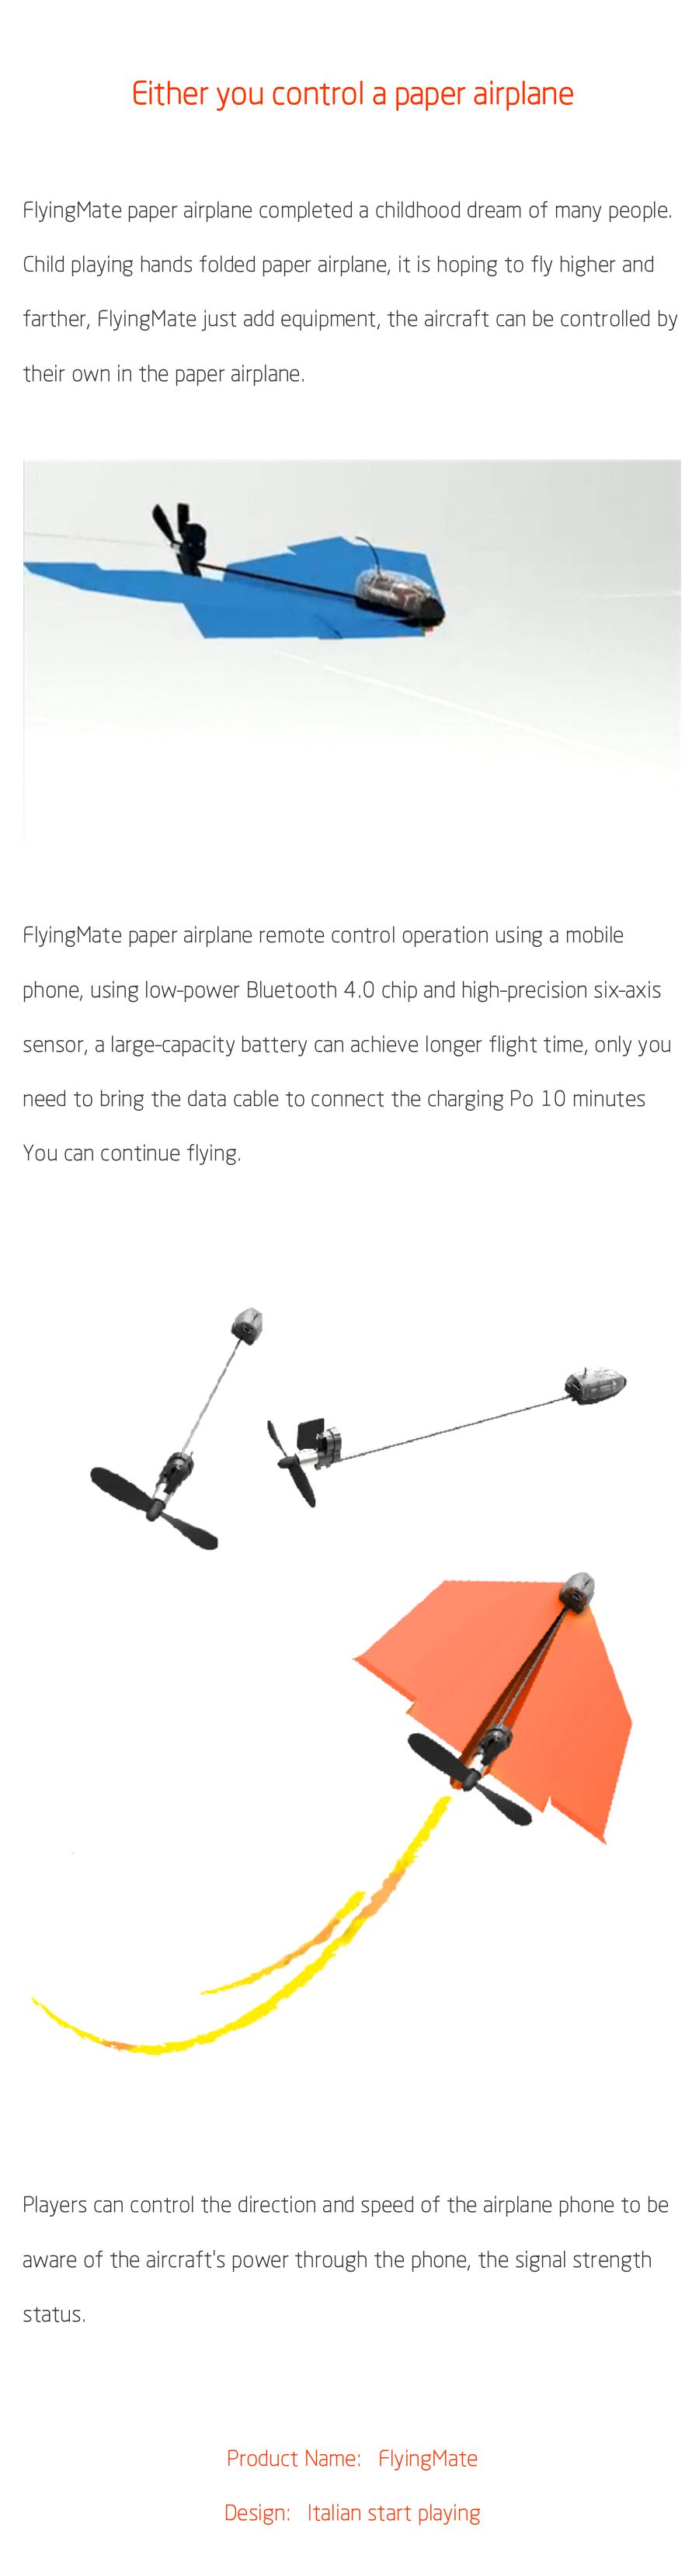 Either you control a paper airplane
FlyingMate paper airplane completed a childhood dream of many people.
Child playing hands folded paper airplane, it is hoping to fly higher and
farther, FlyingMate just add equipment, the aircraft can be controlled by
their own in the paper airplane.
FlyingMate paper airplane remote control operation using a mobile
phone, using low-power Bluetooth 4.0 chip and high-precision six-axis
sensor, a large-capacity battery can achieve longer flight time, only you
need to bring the data cable to connect the charging Po 10 minutes
You can continue flying.
Players can control the direction and speed of the airplane phone to be
aware of the aircraft's power through the phone, the signal strength
status.
Product Name: FlyingMate
Design: Italian start playing